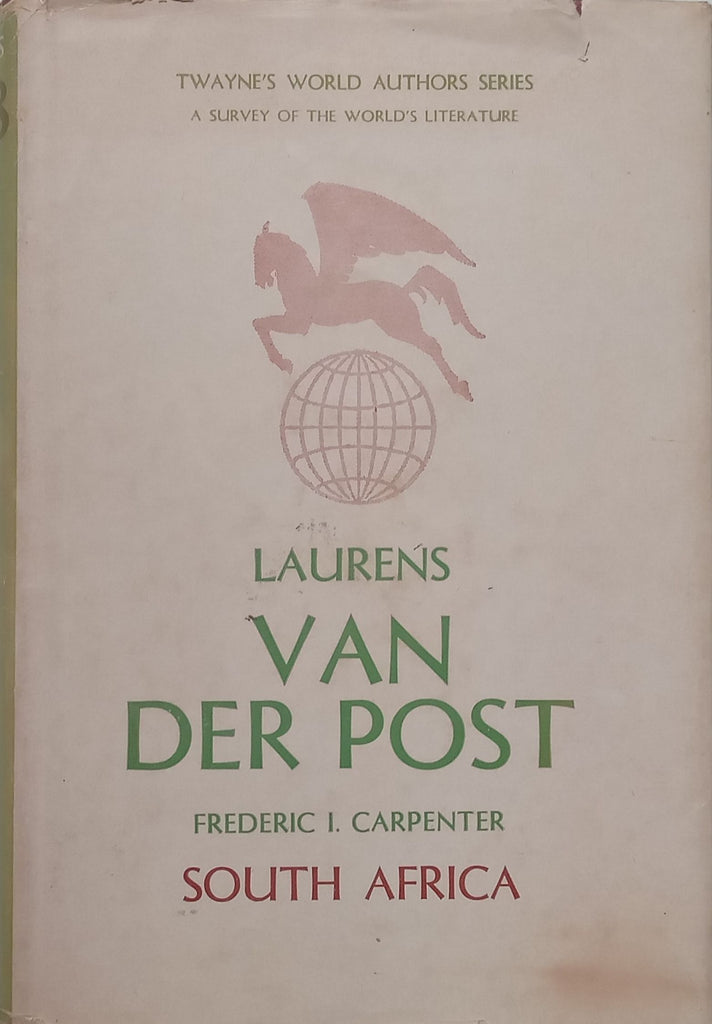 TWAYNE'S WORLD AUTHORS SERIES
A SURVEY OF THE WORLD'S LITERATURE
LAURENS
VAN
DER POST
FREDERIC I. CARPENTER
SOUTH AFRICA